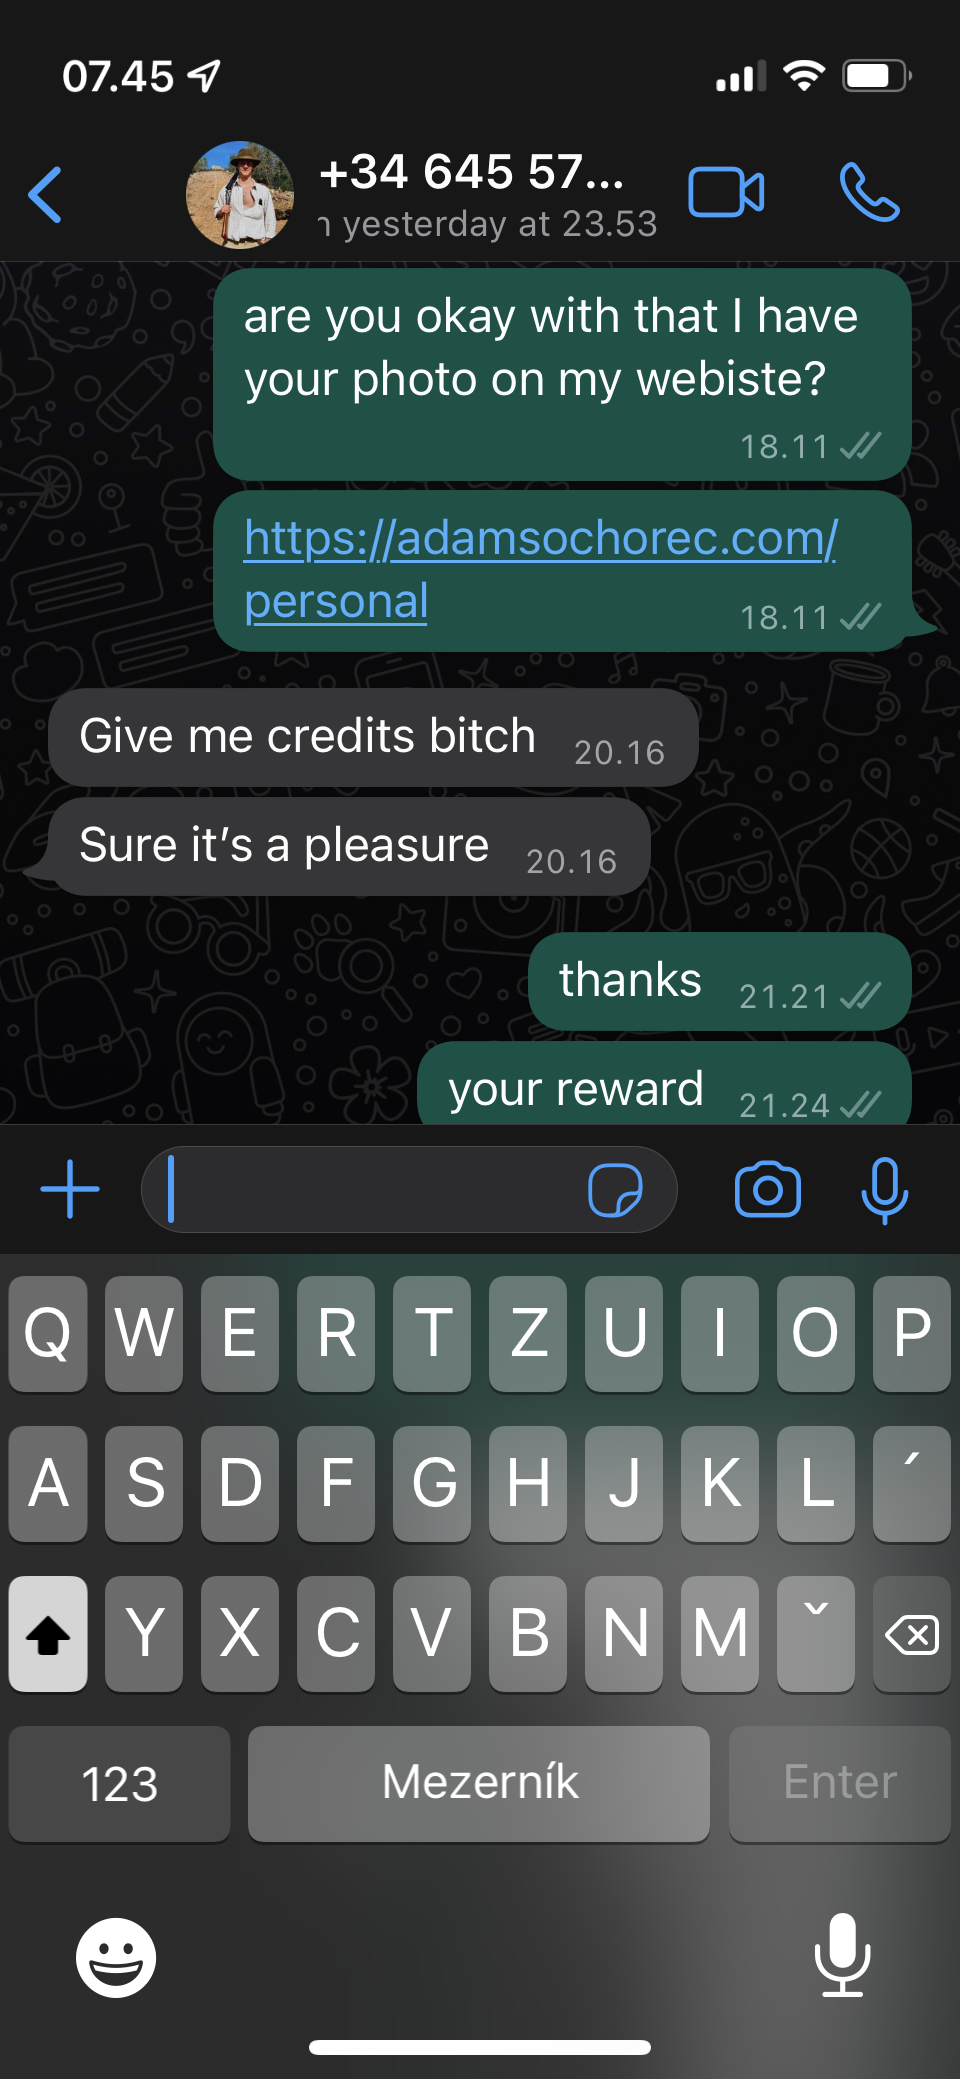 07.45
+34 645 57...
n yesterday at 23.53
are you okay with that I have
your photo on my webiste?
18.11
https://adamsochorec.com/
personal
18.11
Give me credits bitch 20.16
Sure it's a pleasure 20.16
thanks 21.21
your reward 21.24
Q W E R T Z U I O P
A S D F G H J K L ´
Y X C V B N M ˇ
123 Mezerník Enter